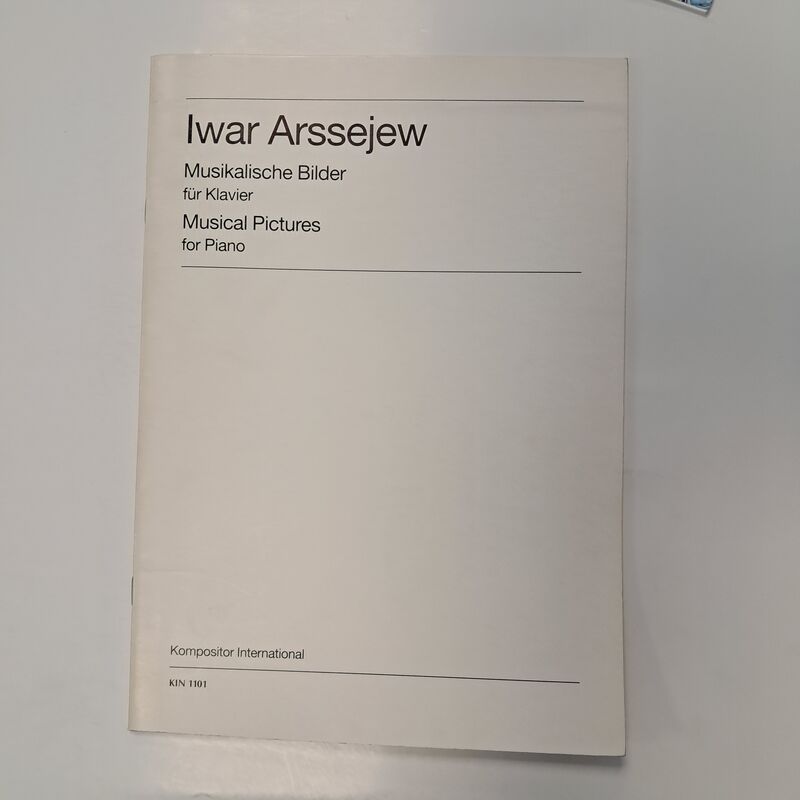 Iwar Arssejew
Musikalische Bilder
für Klavier
Musical Pictures
for Piano
Kompositor International
KIN 1101